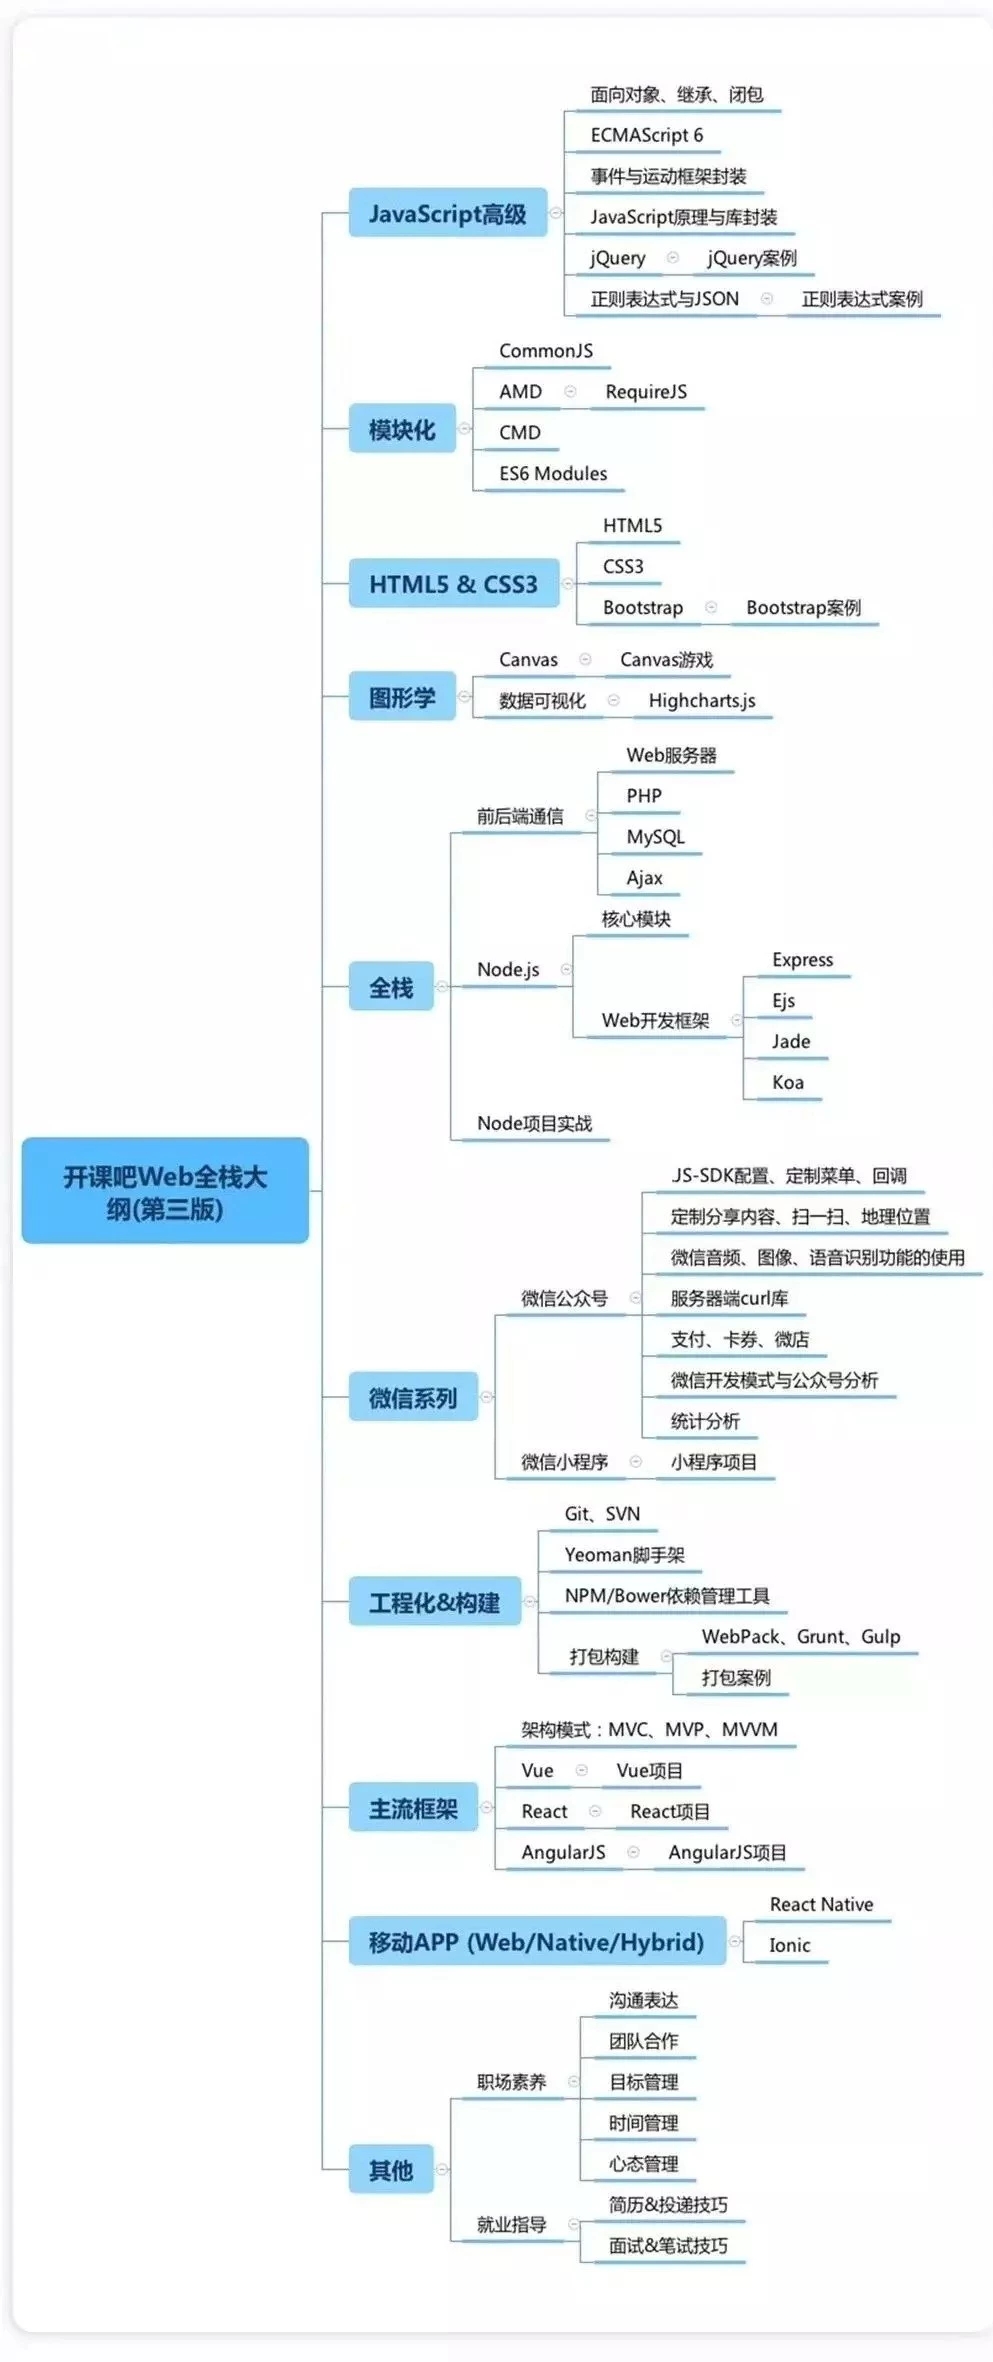 面向对象、继承、闭包
ECMAScript 6
事件与运动框架封装
JavaScript高级
JavaScript原理与库封装
jQuery
jQuery案例
正则表达式与JSON
正则表达式案例
CommonJS
AMD
RequireJS
模块化
CMD
ES6 Modules
HTML5
HTML5 & CSS3
CSS3
Bootstrap
Bootstrap案例
Canvas
Canvas游戏
图形学
数据可视化
Highcharts.js
Web服务器
前后端通信
PHP
MySQL
Ajax
核心模块
全栈
Node.js
Express
Ejs
Web开发框架
Jade
Koa
Node项目实战
开课吧Web全栈大
纲(第三版)
JS-SDK配置、定制菜单、回调
定制分享内容、扫一扫、地理位置
微信音频、图像、语音识别功能的使用
微信公众号
服务器端curl库
支付、卡券、微店
微信系列
微信开发模式与公众号分析
统计分析
微信小程序
小程序项目
Git、SVN
Yeoman脚手架
工程化&构建
NPM/Bower依赖管理工具
打包构建
WebPack、Grunt、Gulp
打包案例
架构模式：MVC、MVP、MVVM
Vue
Vue项目
主流框架
React
React项目
AngularJS
AngularJS项目
移动APP (Web/Native/Hybrid)
React Native
Ionic
沟通表达
团队合作
职场素养
目标管理
时间管理
其他
心态管理
就业指导
简历&投递技巧
面试&笔试技巧